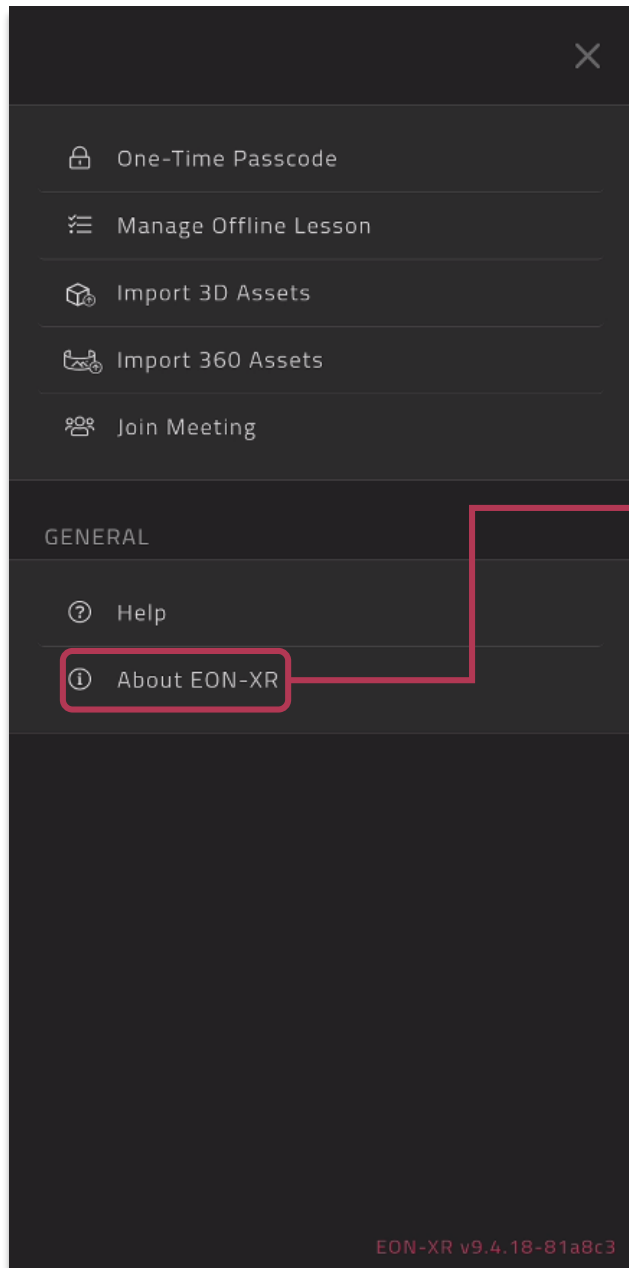 One-Time Passcode
Manage Offline Lesson
Import 3D Assets
Import 360 Assets
Join Meeting
GENERAL
Help
About EON-XR
EON-XR v9.4.18-81a8c3